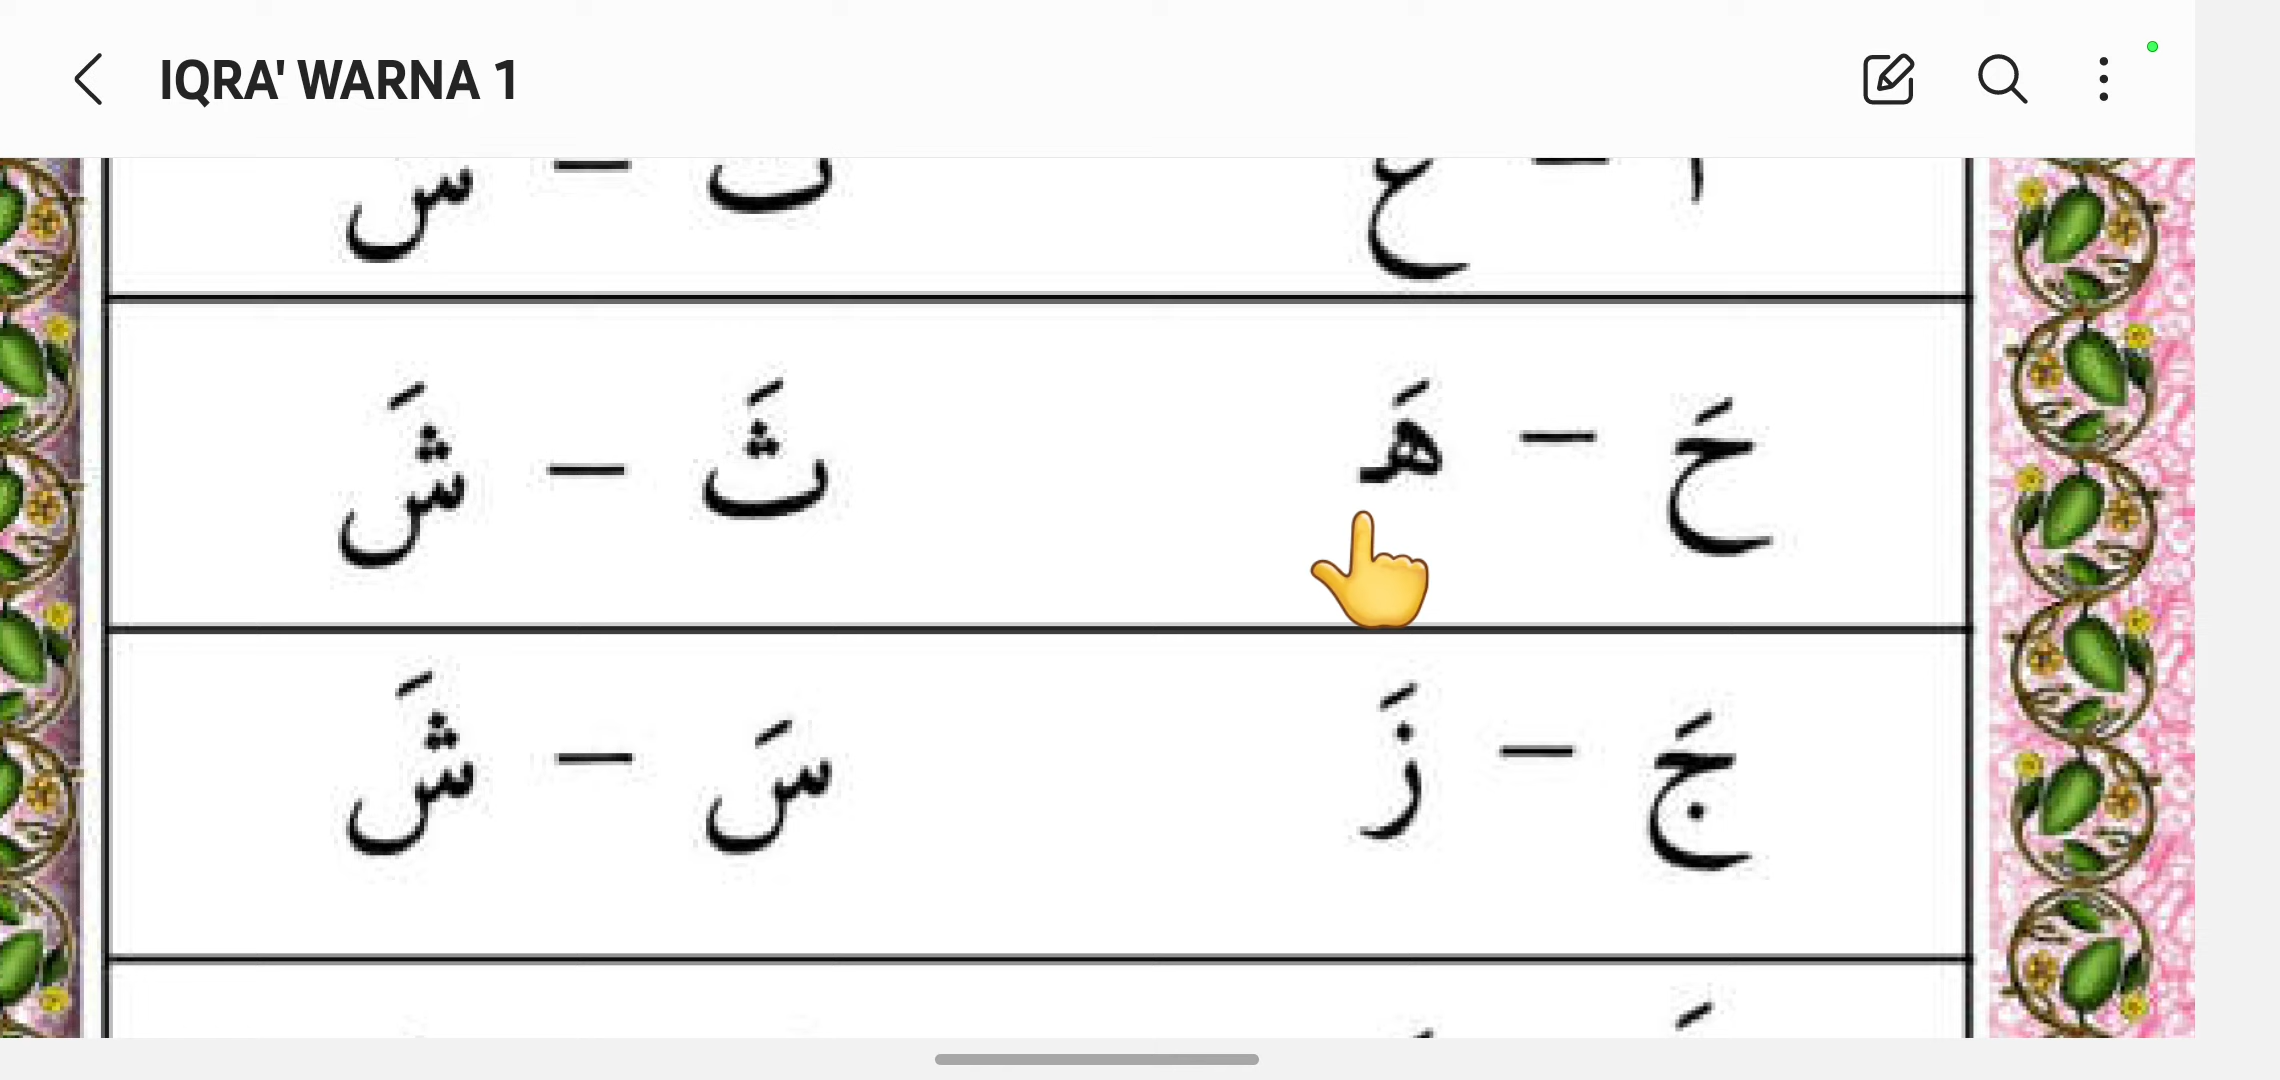 IQRA' WARNA 1
حَ – هَـ   ثَ – شَ
جَ – زَ   سَ – شَ